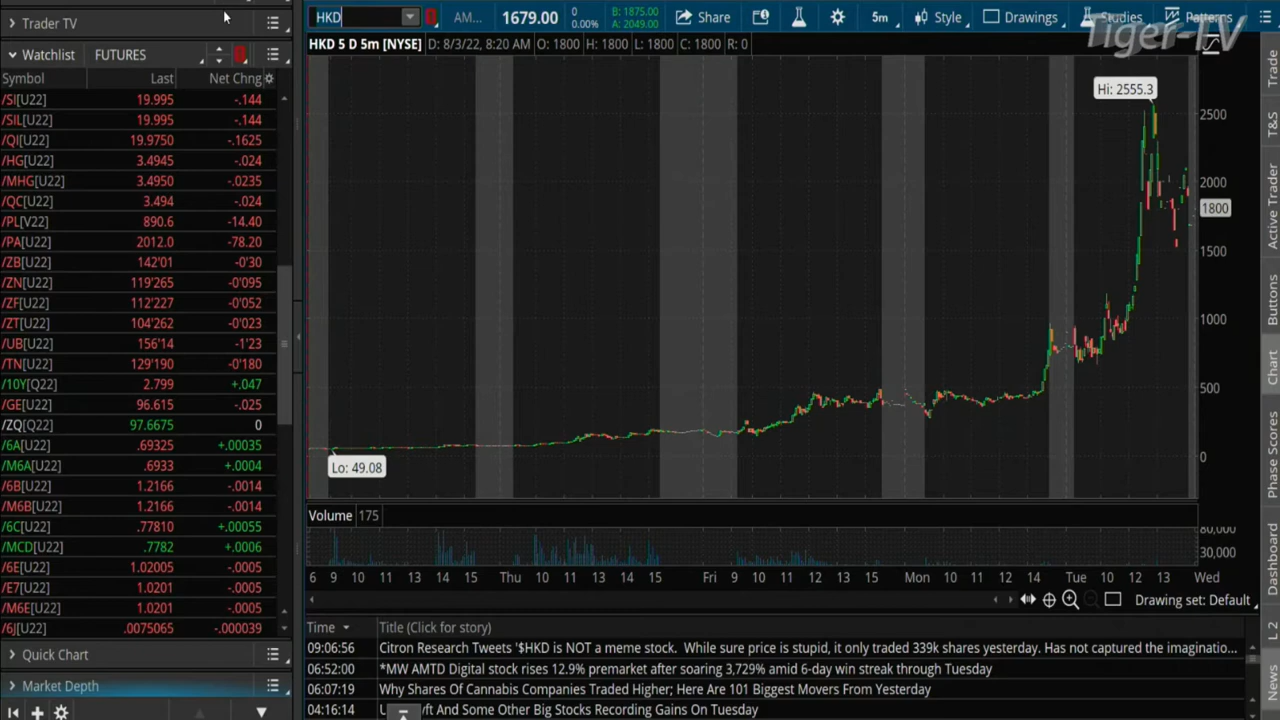 Trader TV
HKD
AM...
1679.00
0
0.00%
B: 1875.00
A: 2049.00
Share
5m
Style
Drawings
Studies
Patterns
Tiger-TV
Watchlist
FUTURES
HKD 5 D 5m [NYSE]
D: 8/3/22, 8:20 AM
O: 1800
H: 1800
L: 1800
C: 1800
R: 0
Symbol Last Net Chng
/SI[U22] 19.995 -.144
/SIL[U22] 19.995 -.144
/QI[U22] 19.9750 -.1625
/HG[U22] 3.4945 -.024
/MHG[U22] 3.4950 -.0235
/QC[U22] 3.494 -.024
/PL[V22] 890.6 -14.40
/PA[U22] 2012.0 -78.20
/ZB[U22] 142'01 -0'30
/ZN[U22] 119'265 -0'095
/ZF[U22] 112'227 -0'052
/ZT[U22] 104'262 -0'023
/UB[U22] 156'14 -1'23
/TN[U22] 129'190 -0'180
/10Y[Q22] 2.799 +.047
/GE[U22] 96.615 -.025
/ZQ[Q22] 97.6675 0
/6A[U22] .69325 +.00035
/M6A[U22] .6933 +.0004
/6B[U22] 1.2166 -.0014
/M6B[U22] 1.2166 -.0014
/6C[U22] .77810 +.00055
/MCD[U22] .7782 +.0006
/6E[U22] 1.02005 -.0005
/E7[U22] 1.0201 -.0005
/M6E[U22] 1.0201 -.0005
/6J[U22] .0075065 -.000039
Quick Chart
Market Depth
Hi: 2555.3
2500
2000
1800
1500
1000
500
0
Lo: 49.08
Volume 175
80,000
30,000
6 9 10 11 12 13 14 15 Thu 10 11 12 13 14 15 Fri 9 10 11 12 13 14 15 Mon 10 11 12 13 14 Tue 10 12 13 Wed
Drawing set: Default
Time Title (Click for story)
09:06:56 Citron Research Tweets '$HKD is NOT a meme stock. While sure price is stupid, it only traded 339k shares yesterday. Has not captured the imaginatio...
06:52:00 *MW AMTD Digital stock rises 12.9% premarket after soaring 3,729% amid 6-day win streak through Tuesday
06:07:19 Why Shares Of Cannabis Companies Traded Higher; Here Are 101 Biggest Movers From Yesterday
04:16:14 And Some Other Big Stocks Recording Gains On Tuesday
Trade
T&S
Active Trader
Buttons
Chart
Phase Scores
Dashboard
L 2
News